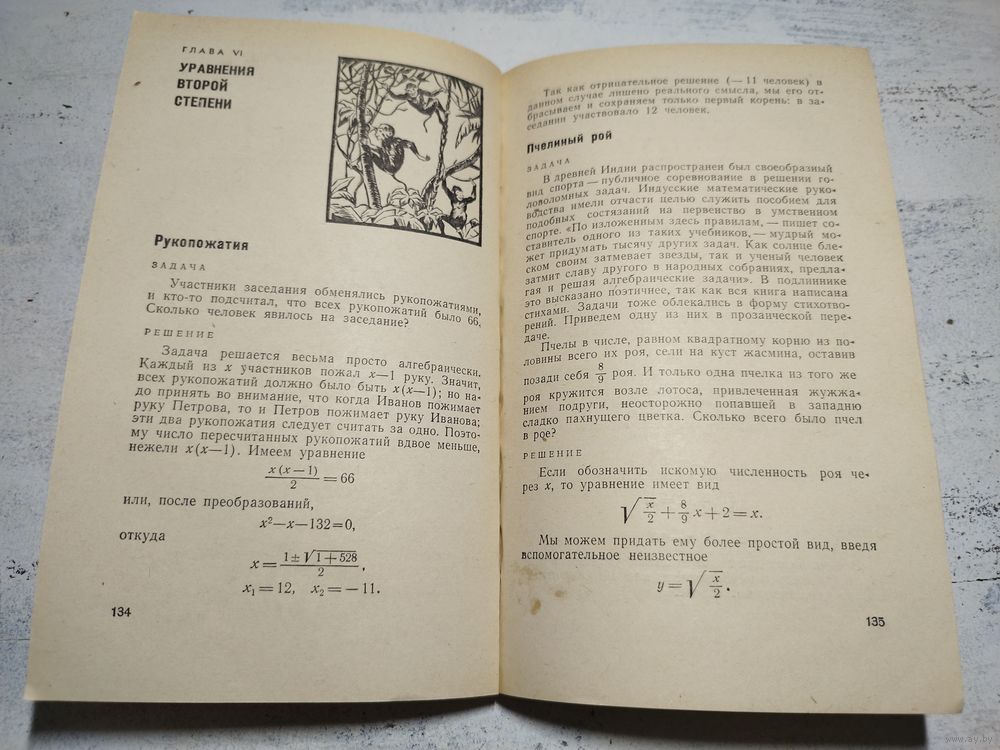 ГЛАВА VI
УРАВНЕНИЯ
ВТОРОЙ
СТЕПЕНИ
Рукопожатия
ЗАДАЧА
Участники заседания обменялись рукопожатиями,
и кто-то подсчитал, что всех рукопожатий было 66.
Сколько человек явилось на заседание?
РЕШЕНИЕ
Задача решается весьма просто алгебраически.
Каждый из x участников пожал x—1 руку. Значит,
всех рукопожатий должно было быть x(x—1); но на-
до принять во внимание, что когда Иванов пожимает
руку Петрова, то и Петров пожимает руку Иванова;
эти два рукопожатия следует считать за одно. Поэто-
му число пересчитанных рукопожатий вдвое меньше,
нежели x(x—1). Имеем уравнение
x(x—1)/2 = 66
или, после преобразований,
x²—x—132=0,
откуда
x = (1±√(1+528))/2,
x₁=12, x₂=—11.
134
Так как отрицательное решение (—11 человек) в
данном случае лишено реального смысла, мы его от-
брасываем и сохраняем только первый корень: в за-
седании участвовало 12 человек.
Пчелиный рой
ЗАДАЧА
В древней Индии распространен был своеобразный
вид спорта — публичное соревнование в решении го-
ловоломных задач. Индусские математические руко-
водства имели отчасти целью служить пособием для
подобных состязаний на первенство в умственном
спорте. «По изложенным здесь правилам,— пишет со-
ставитель одного из таких учебников,— мудрый мо-
жет придумать тысячу других задач. Как солнце бле-
ском своим затмевает звезды, так и ученый человек
затмит славу другого в народных собраниях, предла-
гая и решая алгебраические задачи». В подлиннике
это высказано поэтичнее, так как вся книга написана
стихами. Задачи тоже облекались в форму стихотво-
рений. Приведем одну из них в прозаической пере-
даче.
Пчелы в числе, равном квадратному корню из по-
ловины всего их роя, сели на куст жасмина, оставив
позади себя 8/9 роя. И только одна пчелка из того же
роя кружится возле лотоса, привлеченная жужжа-
нием подруги, неосторожно попавшей в западню
сладко пахнущего цветка. Сколько всего было пчел
в рое?
РЕШЕНИЕ
Если обозначить искомую численность роя че-
рез x, то уравнение имеет вид
√(x/2) + 8/9 x + 2 = x.
Мы можем придать ему более простой вид, введя
вспомогательное неизвестное
y = √(x/2).
135
www.ay.by